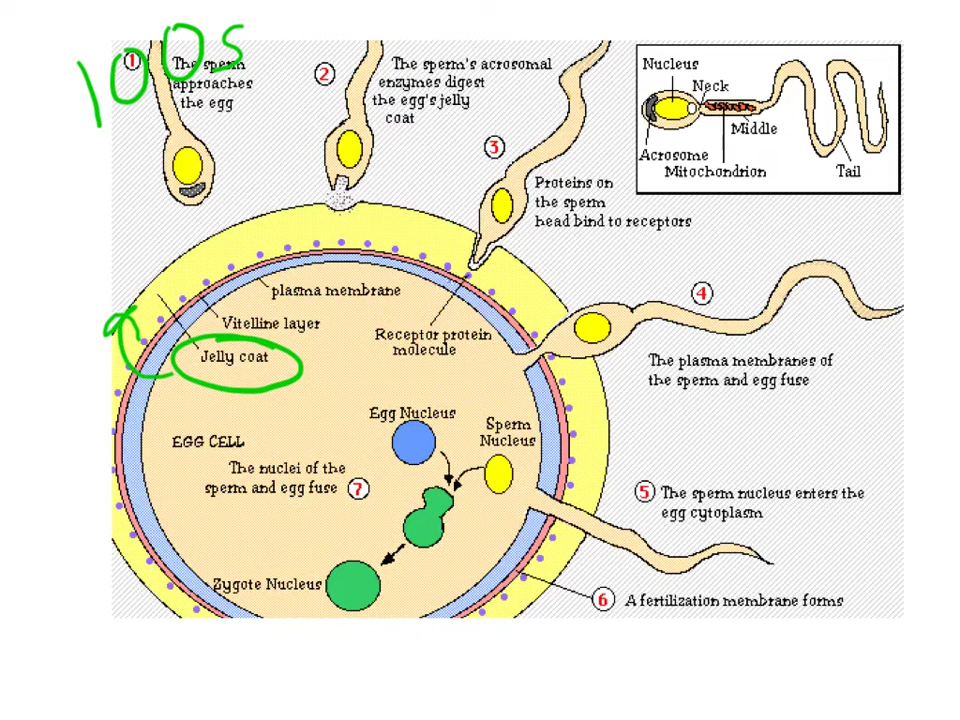 100s
1
The sperm
approaches
the egg
2
The sperm's acrosomal
enzymes digest
the egg's jelly
coat
3
Proteins on
the sperm
head bind to receptors
Nucleus
Neck
Middle
Acrosome
Mitochondrion
Tail
plasma membrane
Vitelline layer
Jelly coat
Receptor protein
molecule
4
The plasma membranes of
the sperm and egg fuse
Egg Nucleus
Sperm
Nucleus
EGG CELL
The nuclei of the
sperm and egg fuse
7
5
The sperm nucleus enters the
egg cytoplasm
Zygote Nucleus
6
A fertilization membrane forms